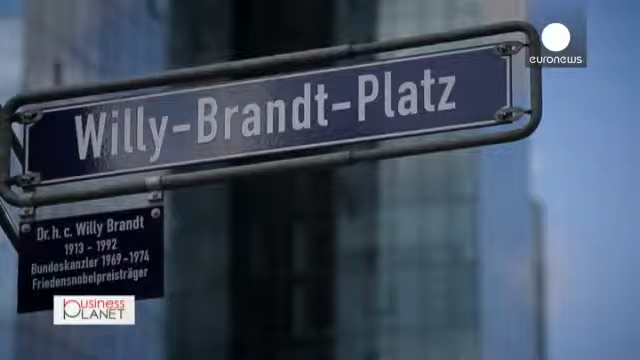 euronews
Willy-Brandt-Platz
Dr. h. c. Willy Brandt
1913 - 1992
Bundeskanzler 1969-1974
Friedensnobelpreisträger
business
PLANET